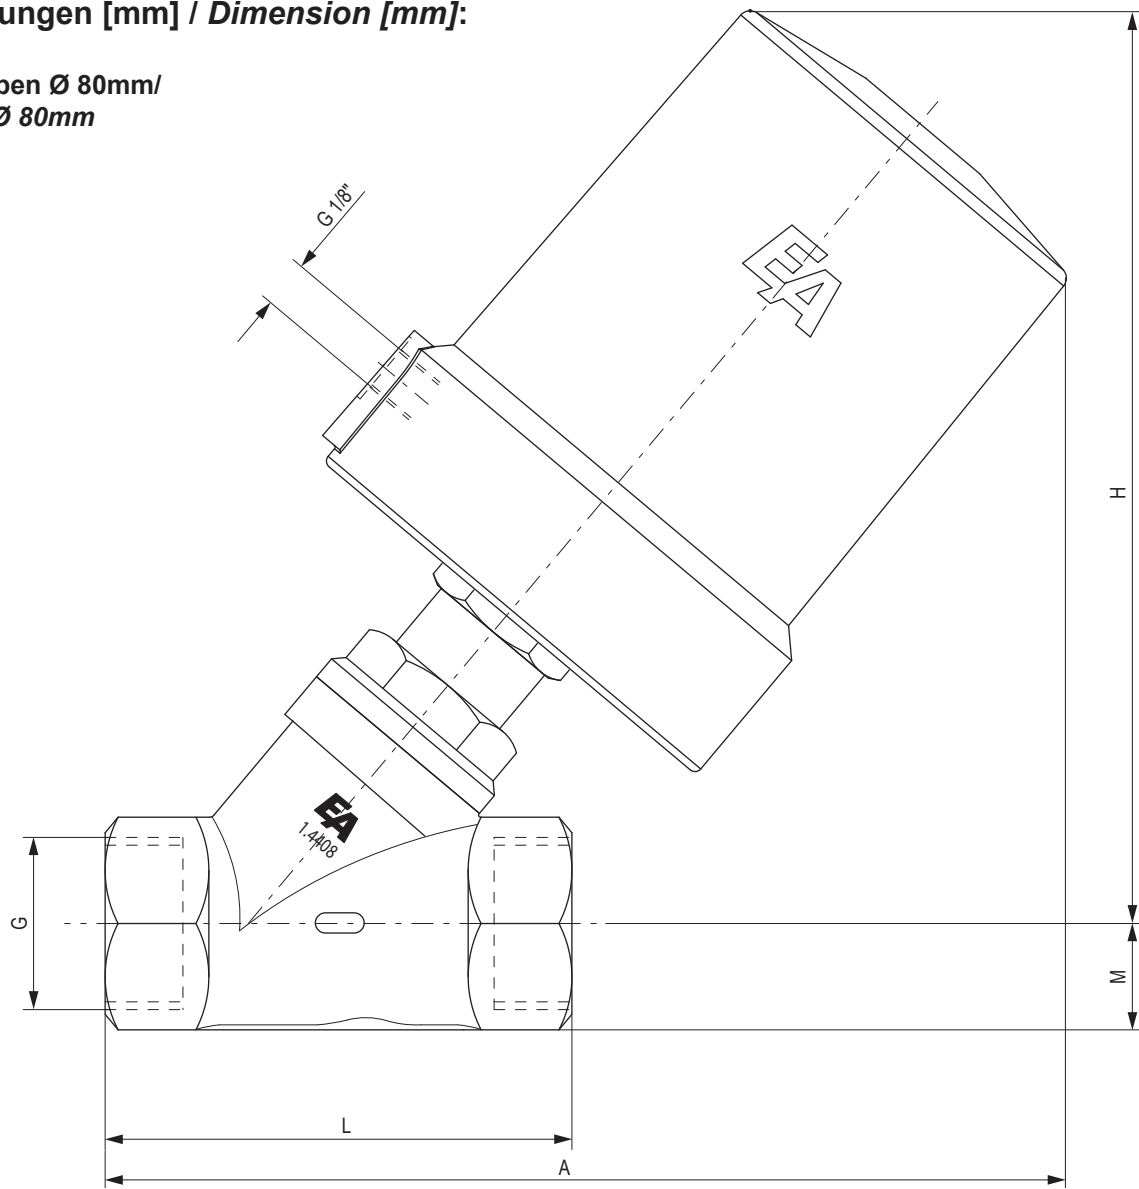 ungen [mm] / Dimension [mm]:
ben Ø 80mm/
Ø 80mm
G 1/8"
EA
H
EA
1.4408
G
M
L
A